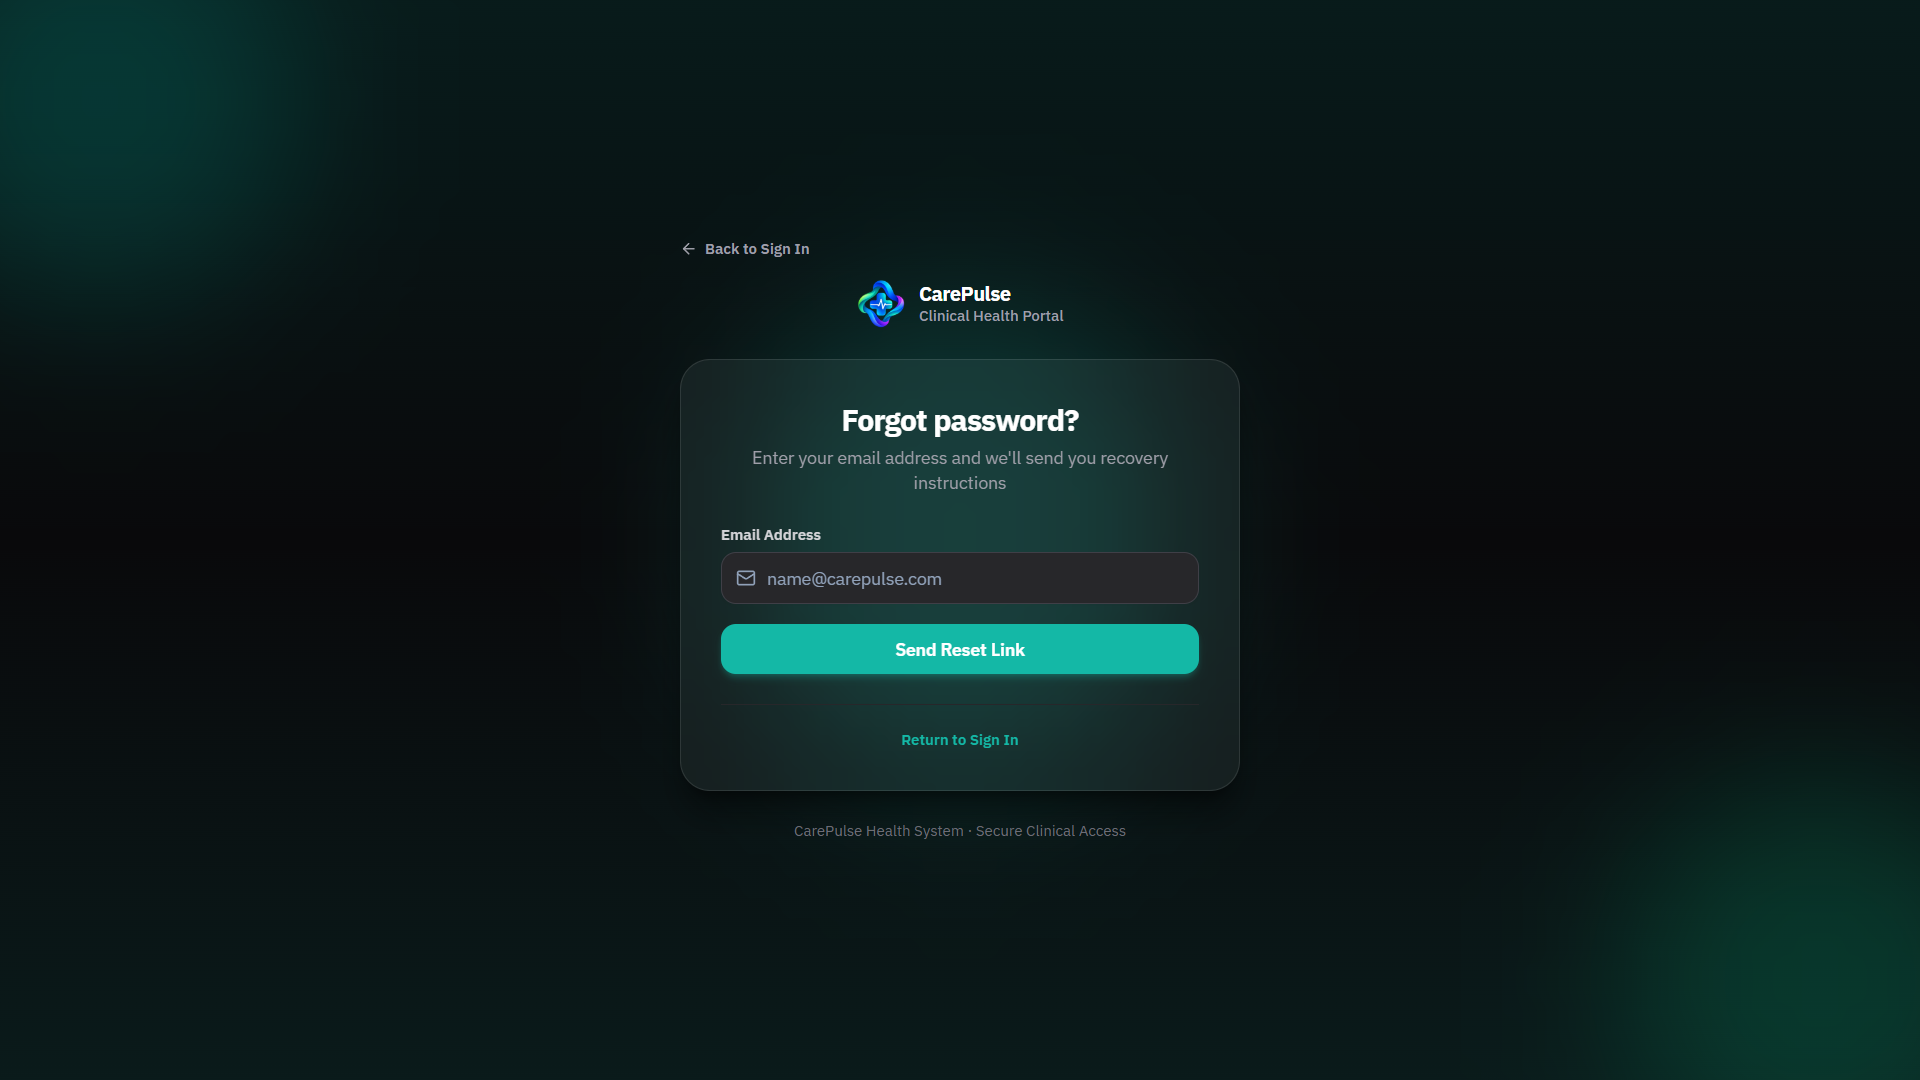 Back to Sign In
CarePulse
Clinical Health Portal
Forgot password?
Enter your email address and we'll send you recovery
instructions
Email Address
name@carepulse.com
Send Reset Link
Return to Sign In
CarePulse Health System · Secure Clinical Access